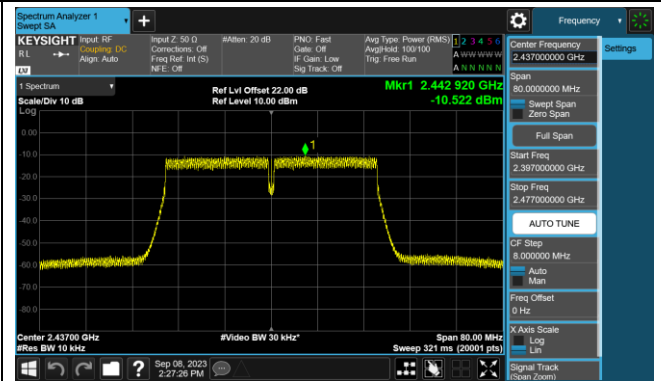 Spectrum Analyzer 1
Swept SA
+
Frequency
KEYSIGHT
RL
LXI
Input: RF
Coupling: DC
Align: Auto
Input Z: 50 Ω
Corrections: Off
Freq Ref: Int (S)
NFE: Off
#Atten: 20 dB
PNO: Fast
Gate: Off
IF Gain: Low
Sig Track: Off
Avg Type: Power (RMS)
Avg|Hold: 100/100
Trig: Free Run
1 2 3 4 5 6
A W W W W W
A N N N N N
1 Spectrum
Scale/Div 10 dB
Log
Ref Lvl Offset 22.00 dB
Ref Level 10.00 dBm
Mkr1 2.442 920 GHz
-10.522 dBm
1
0.00
-10.0
-20.0
-30.0
-40.0
-50.0
-60.0
-70.0
-80.0
Center 2.43700 GHz
#Res BW 10 kHz
#Video BW 30 kHz*
Span 80.00 MHz
Sweep 321 ms (20001 pts)
Center Frequency
2.437000000 GHz
Settings
Span
80.0000000 MHz
Swept Span
Zero Span
Full Span
Start Freq
2.397000000 GHz
Stop Freq
2.477000000 GHz
AUTO TUNE
CF Step
8.000000 MHz
Auto
Man
Freq Offset
0 Hz
X Axis Scale
Log
Lin
Signal Track
(Span Zoom)
?
Sep 08, 2023
2:27:26 PM